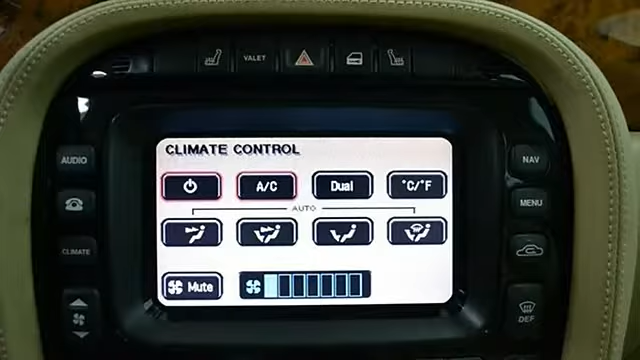 VALET
AUDIO
CLIMATE
CLIMATE CONTROL
A/C Dual °C/°F
AUTO
Mute
NAV
MENU
DEF